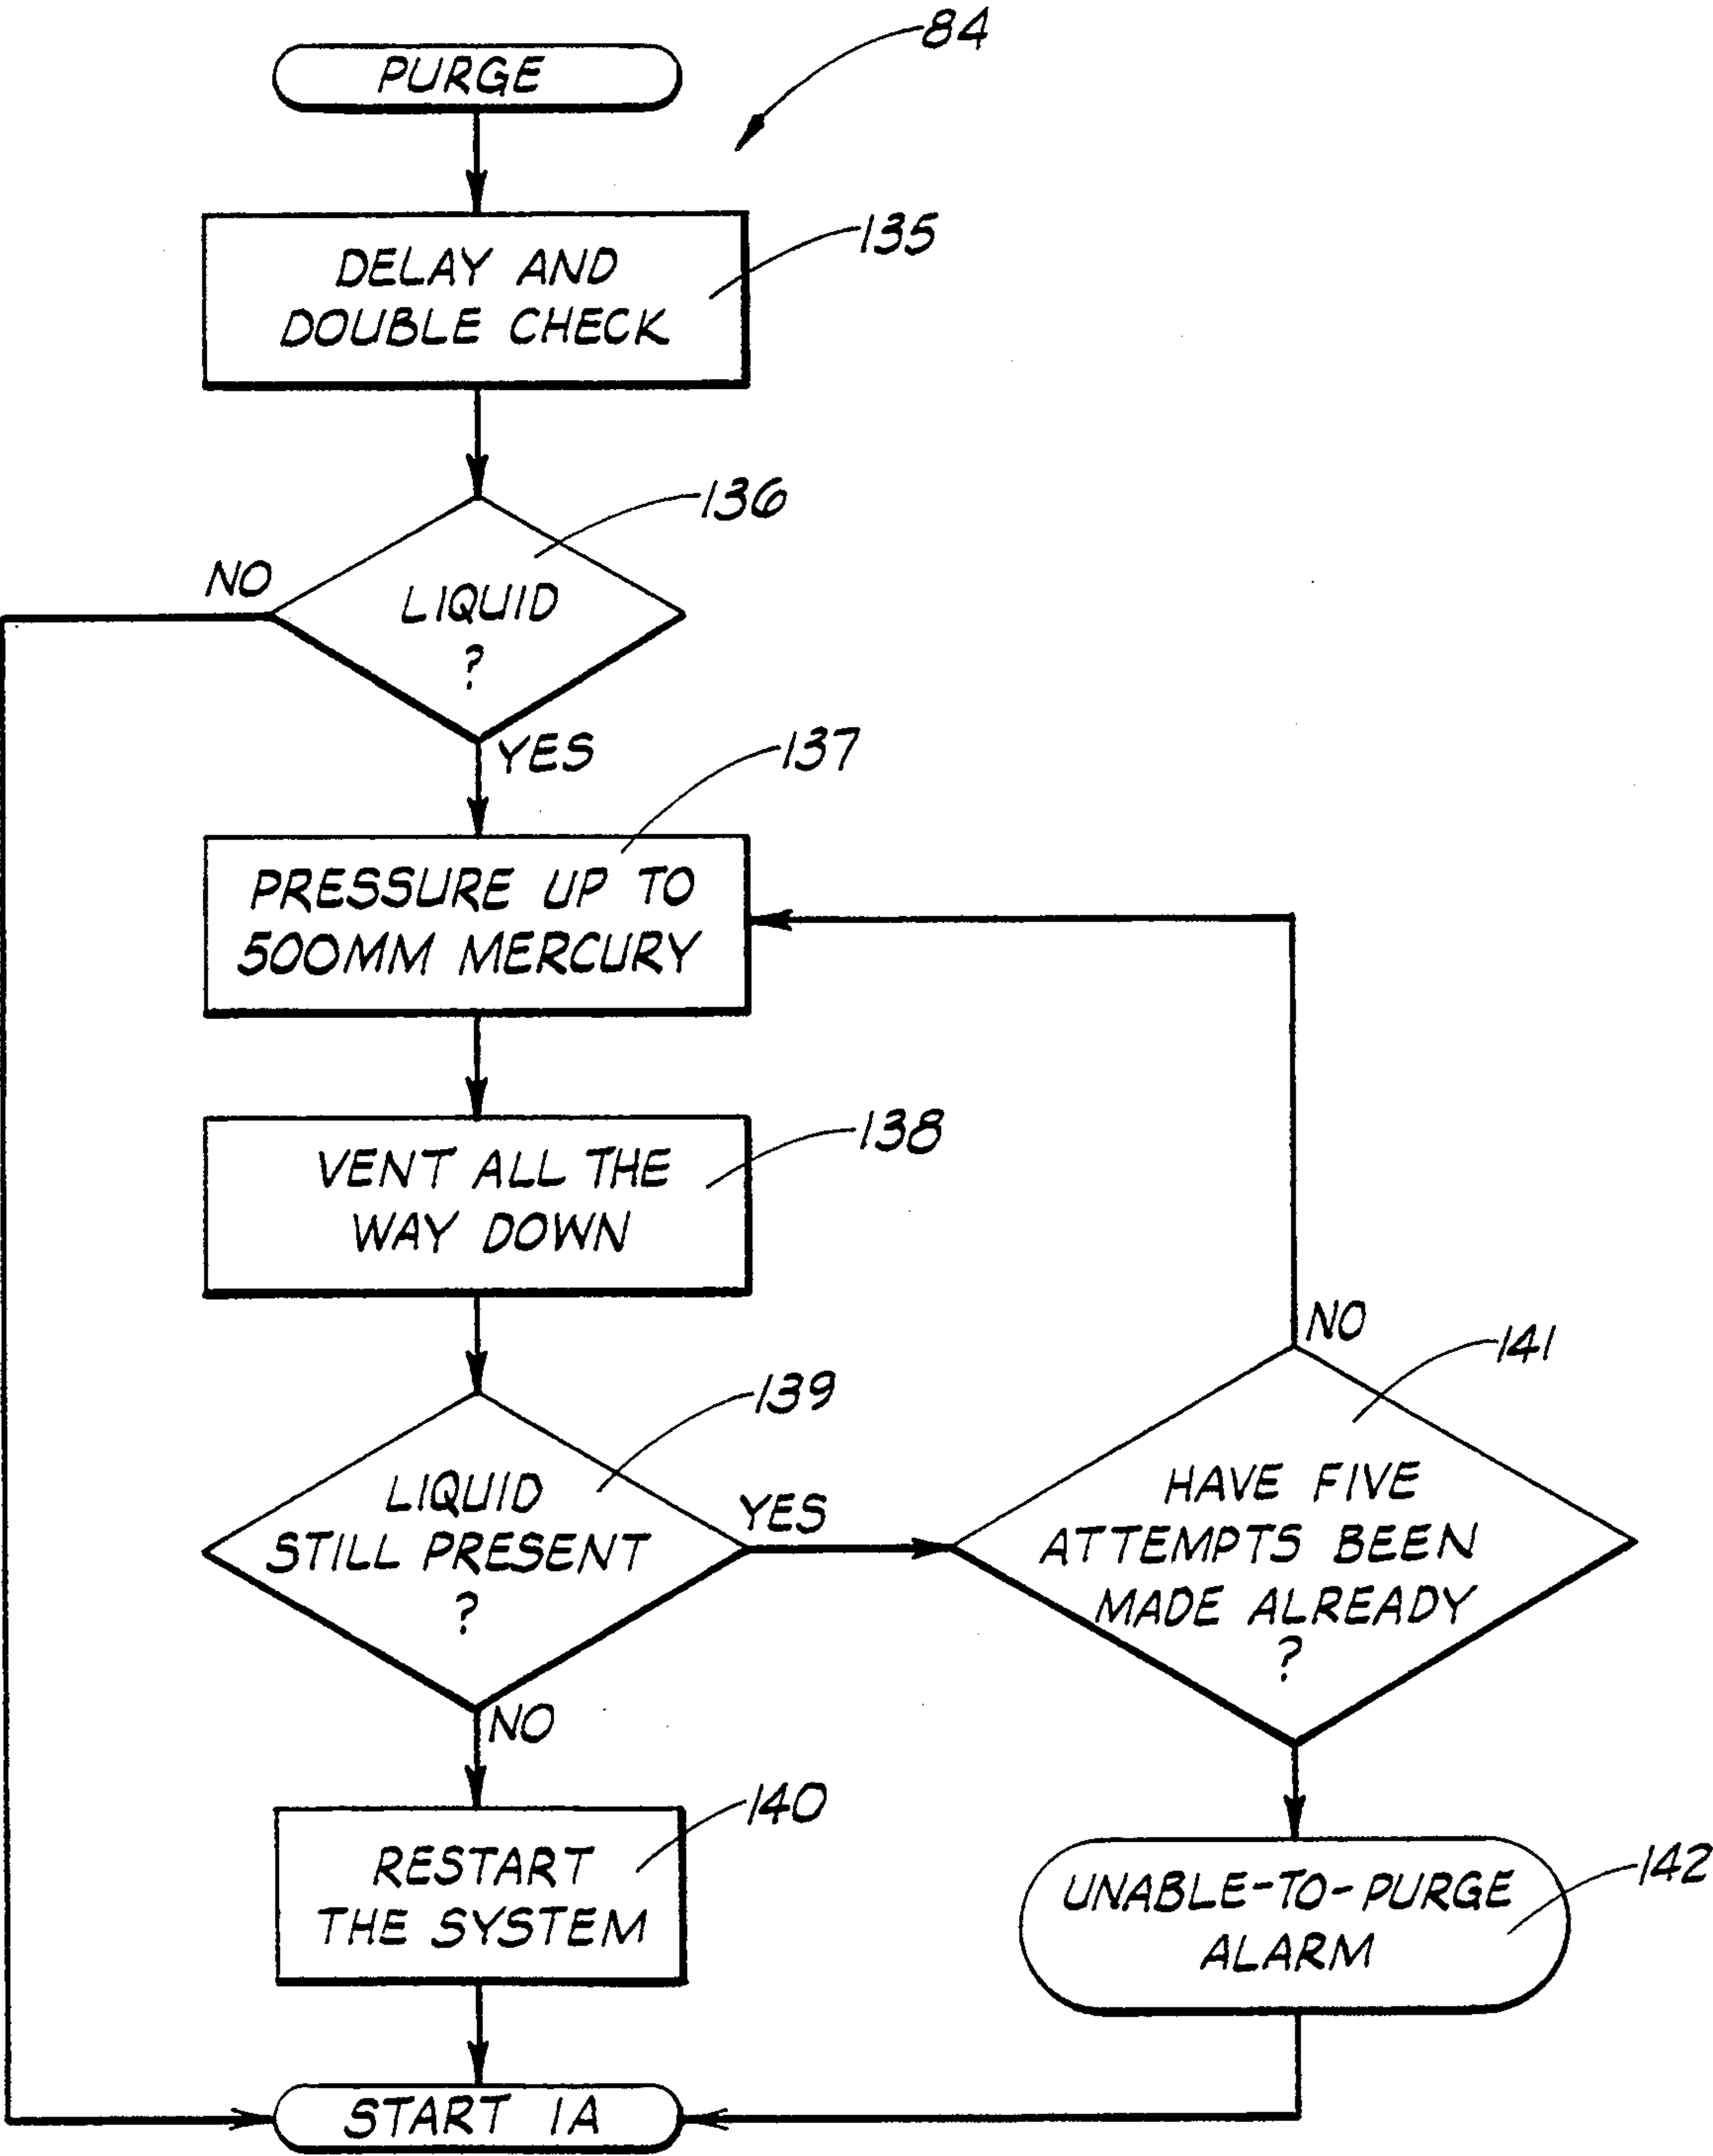 84
PURGE
135
DELAY AND
DOUBLE CHECK
136
NO
LIQUID
?
YES
137
PRESSURE UP TO
500MM MERCURY
138
VENT ALL THE
WAY DOWN
139
LIQUID
STILL PRESENT
?
YES
NO
141
HAVE FIVE
ATTEMPTS BEEN
MADE ALREADY
?
NO
140
RESTART
THE SYSTEM
142
UNABLE-TO-PURGE
ALARM
START 1A